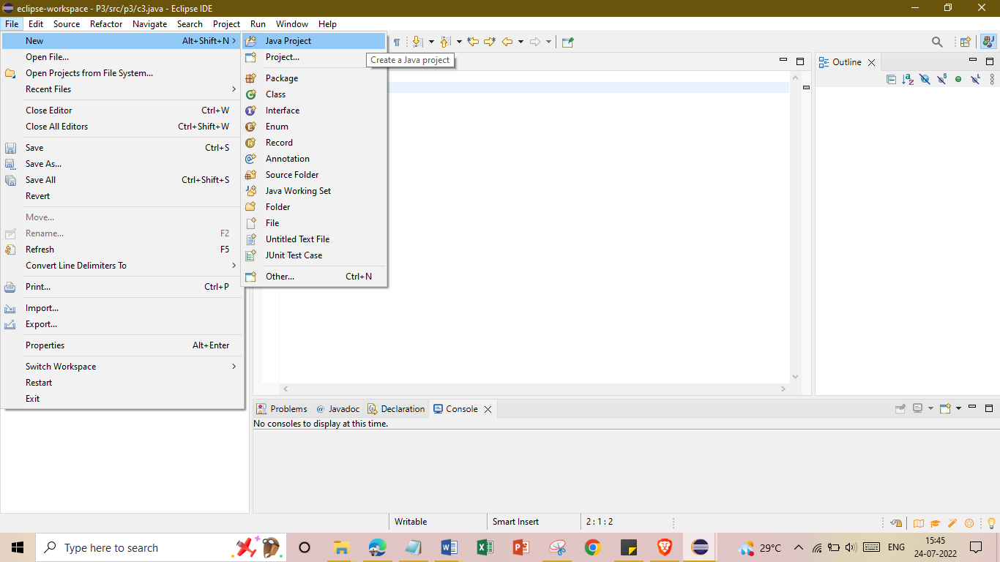 eclipse-workspace - P3/src/p3/c3.java - Eclipse IDE
File Edit Source Refactor Navigate Search Project Run Window Help
New Alt+Shift+N
Open File...
Open Projects from File System...
Recent Files
Close Editor Ctrl+W
Close All Editors Ctrl+Shift+W
Save Ctrl+S
Save As...
Save All Ctrl+Shift+S
Revert
Move...
Rename... F2
Refresh F5
Convert Line Delimiters To
Print... Ctrl+P
Import...
Export...
Properties Alt+Enter
Switch Workspace
Restart
Exit
Java Project
Project...
Package
Class
Interface
Enum
Record
Annotation
Source Folder
Java Working Set
Folder
File
Untitled Text File
JUnit Test Case
Other... Ctrl+N
Create a Java project
Outline
Problems @ Javadoc Declaration Console
No consoles to display at this time.
Writable Smart Insert 2 : 1 : 2
Type here to search
29°C ENG 15:45
24-07-2022